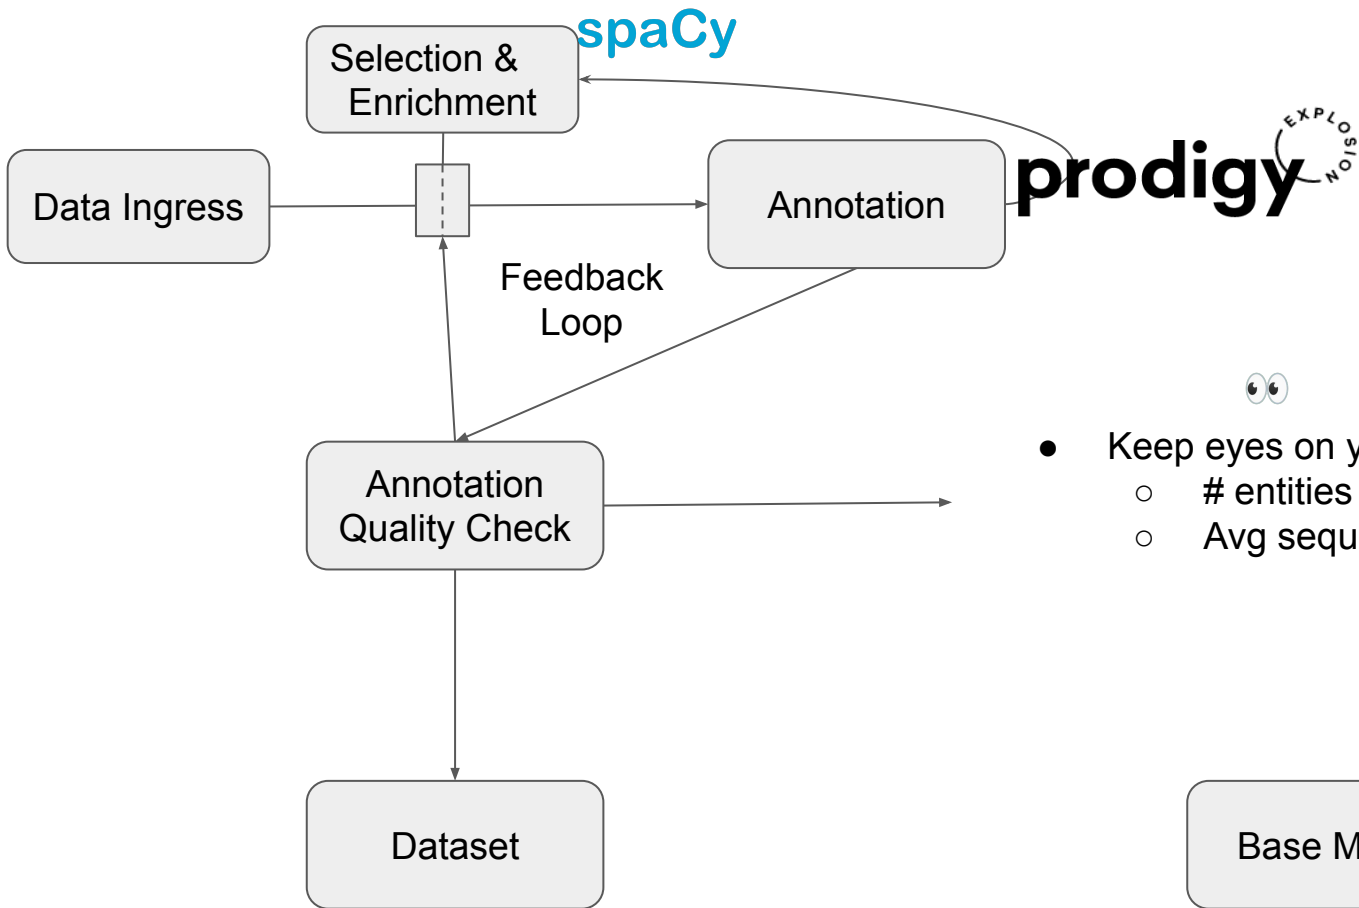 spaCy
Selection &
Enrichment
EXPLOSION
prodigy
Data Ingress
Annotation
Feedback
Loop
● Keep eyes on
○ # entities
Annotation
Quality Check
○ Avg
Dataset
Base